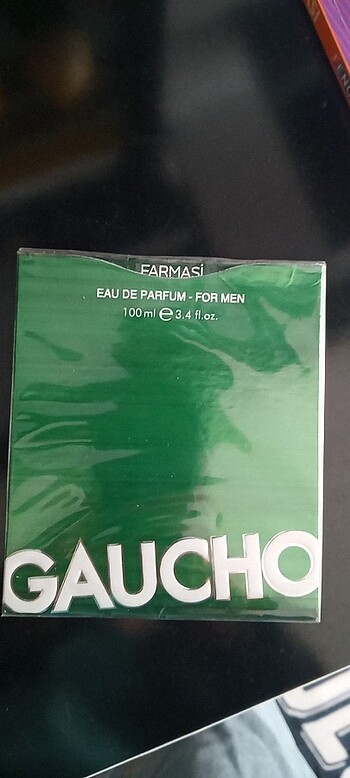 FARMASİ
EAU DE PARFUM - FOR MEN
100 ml ℮ 3.4 fl.oz.
GAUCHO